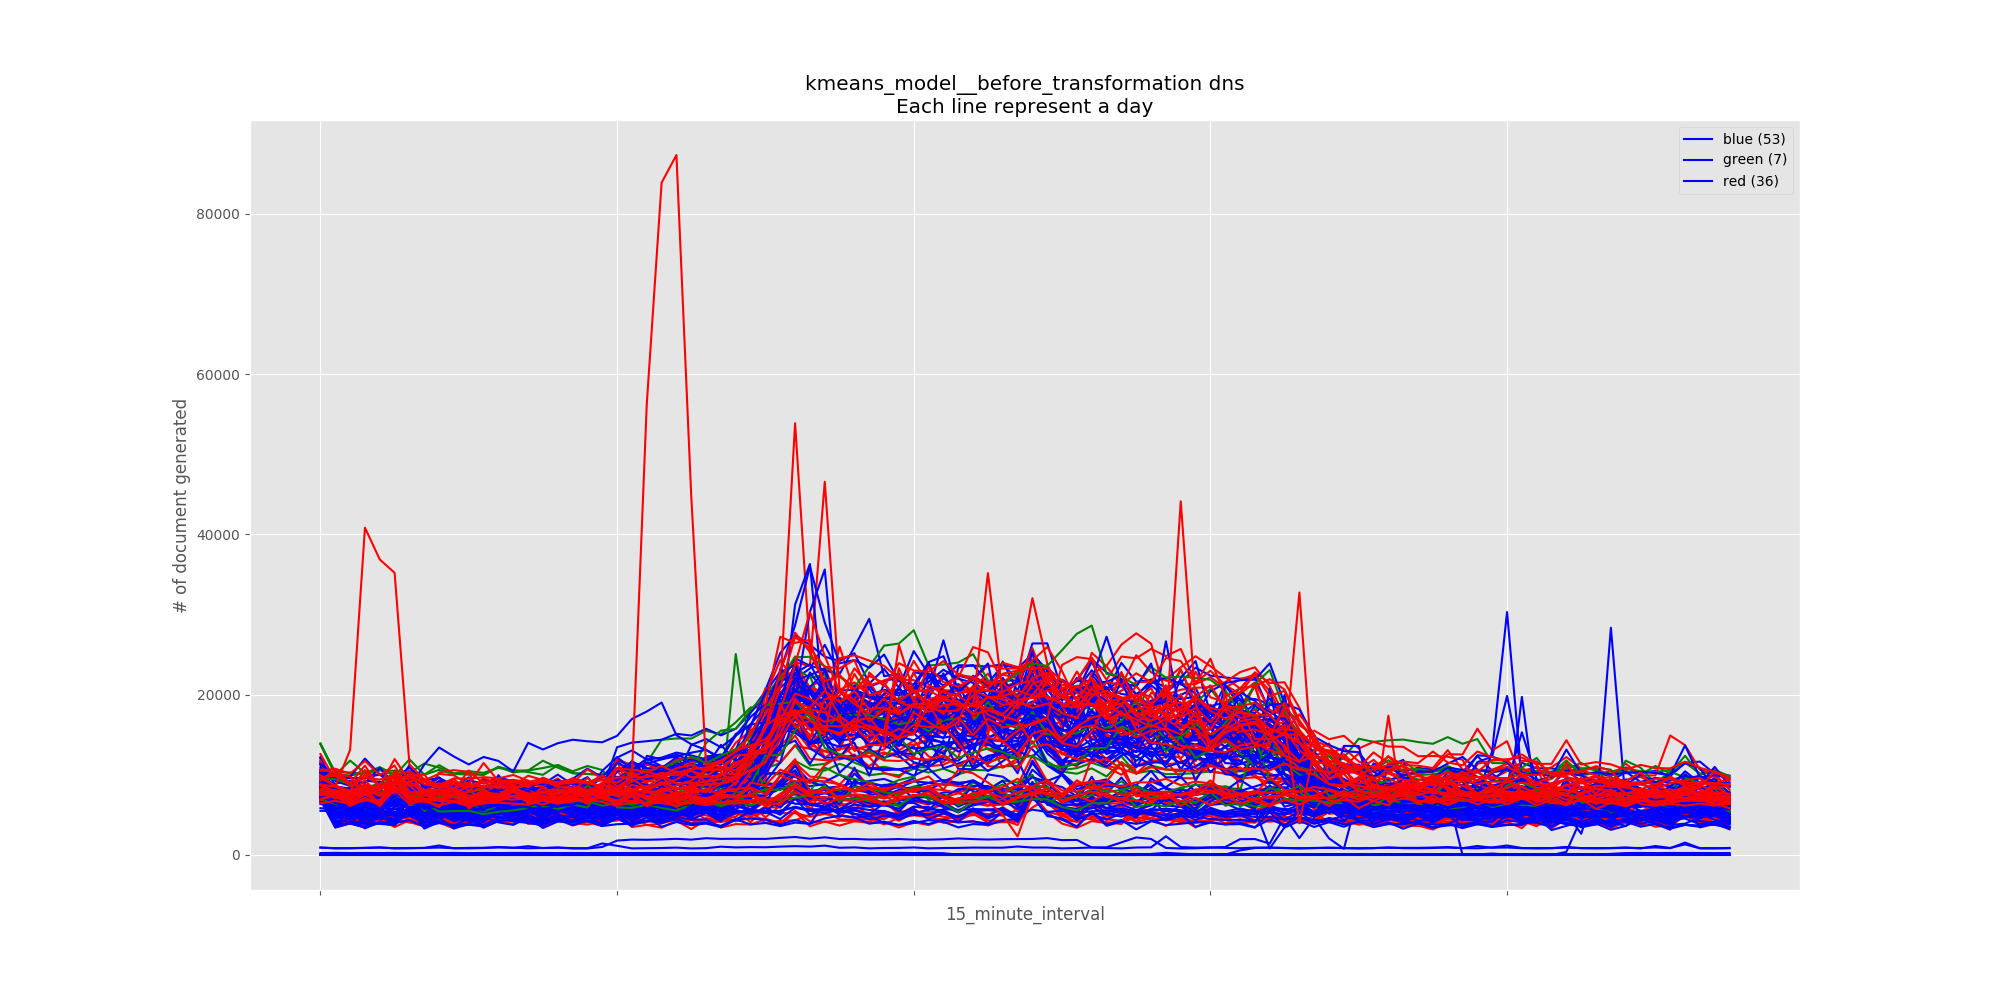 kmeans_model__before_transformation dns
Each line represent a day
blue (53)
green (7)
red (36)
80000
60000
40000
20000
0
# of document generated
15_minute_interval